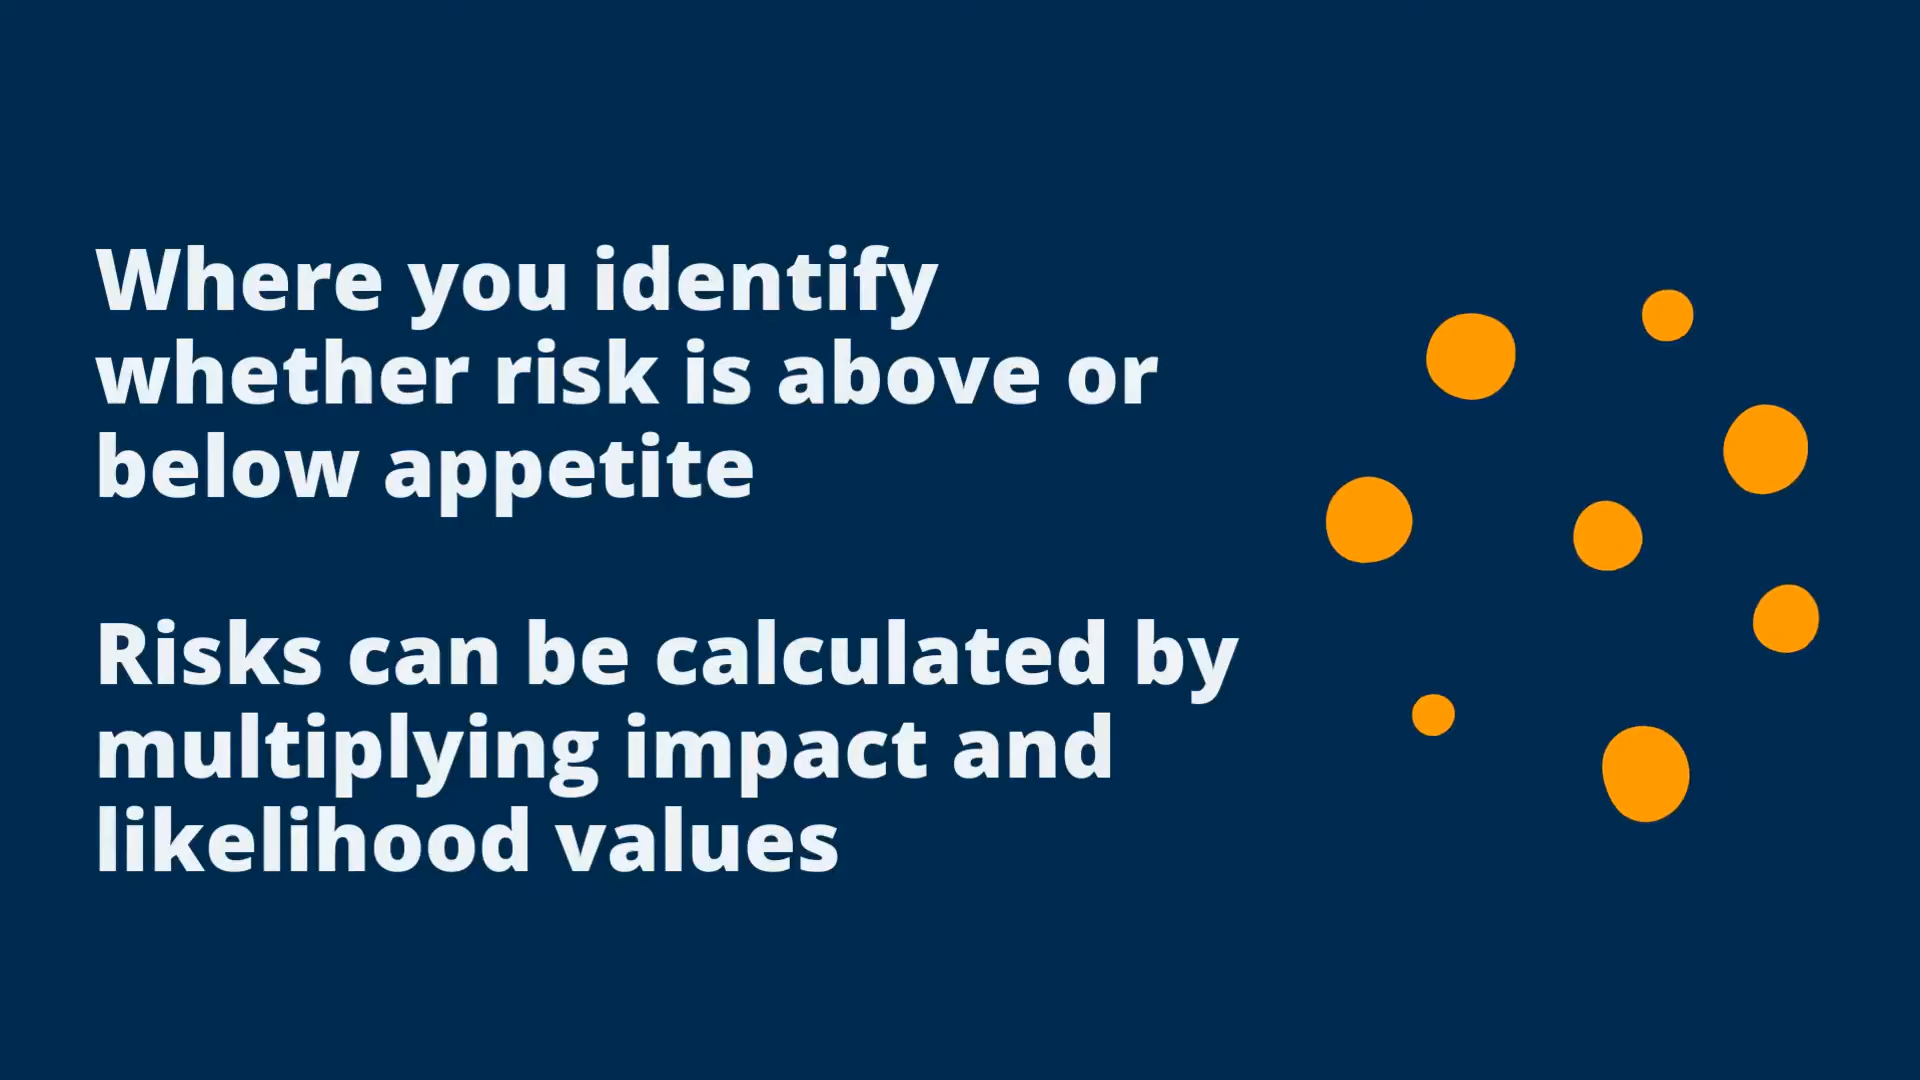 Where you identify
whether risk is above or
below appetite
Risks can be calculated by
multiplying impact and
likelihood values